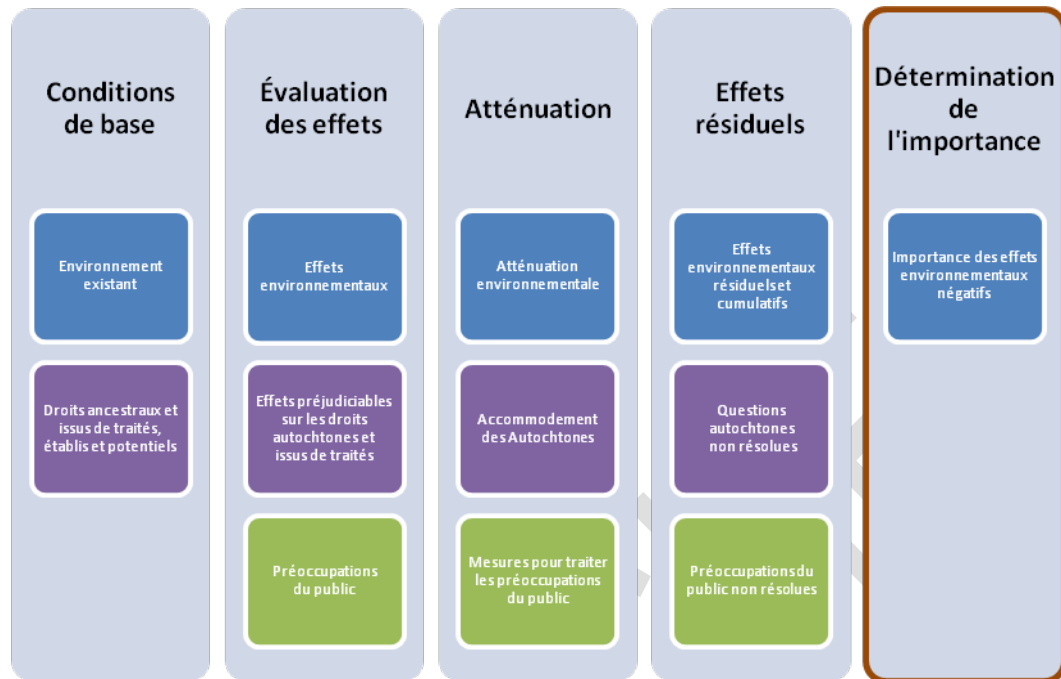 Conditions
de base
Environnement
existant
Droits ancestraux et
issus de traités,
établis et potentiels
Évaluation
des effets
Effets
environnementaux
Effets préjudiciables
sur les droits
autochtones et
issus de traités
Préoccupations
du public
Atténuation
Atténuation
environnementale
Accommodement
des Autochtones
Mesures pour traiter
les préoccupations
du public
Effets
résiduels
Effets
environnementaux
résiduels et
cumulatifs
Questions
autochtones
non résolues
Préoccupations du
public non résolues
Détermination
de
l'importance
Importance des effets
environnementaux
négatifs